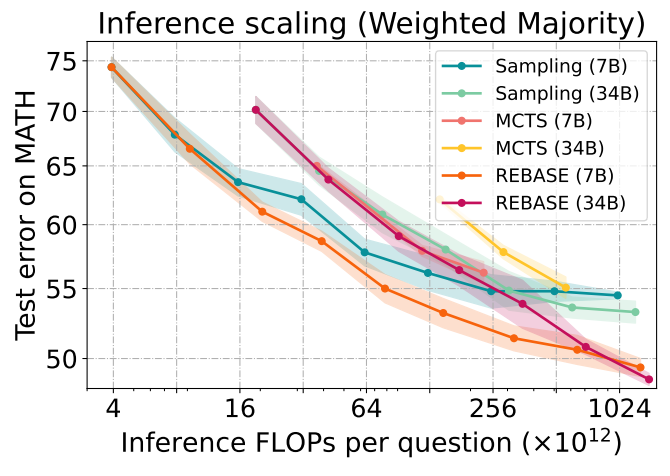 Inference scaling (Weighted Majority)
Test error on MATH
75
70
65
60
55
50
Sampling (7B)
Sampling (34B)
MCTS (7B)
MCTS (34B)
REBASE (7B)
REBASE (34B)
4 16 64 256 1024
Inference FLOPs per question (×10¹²)